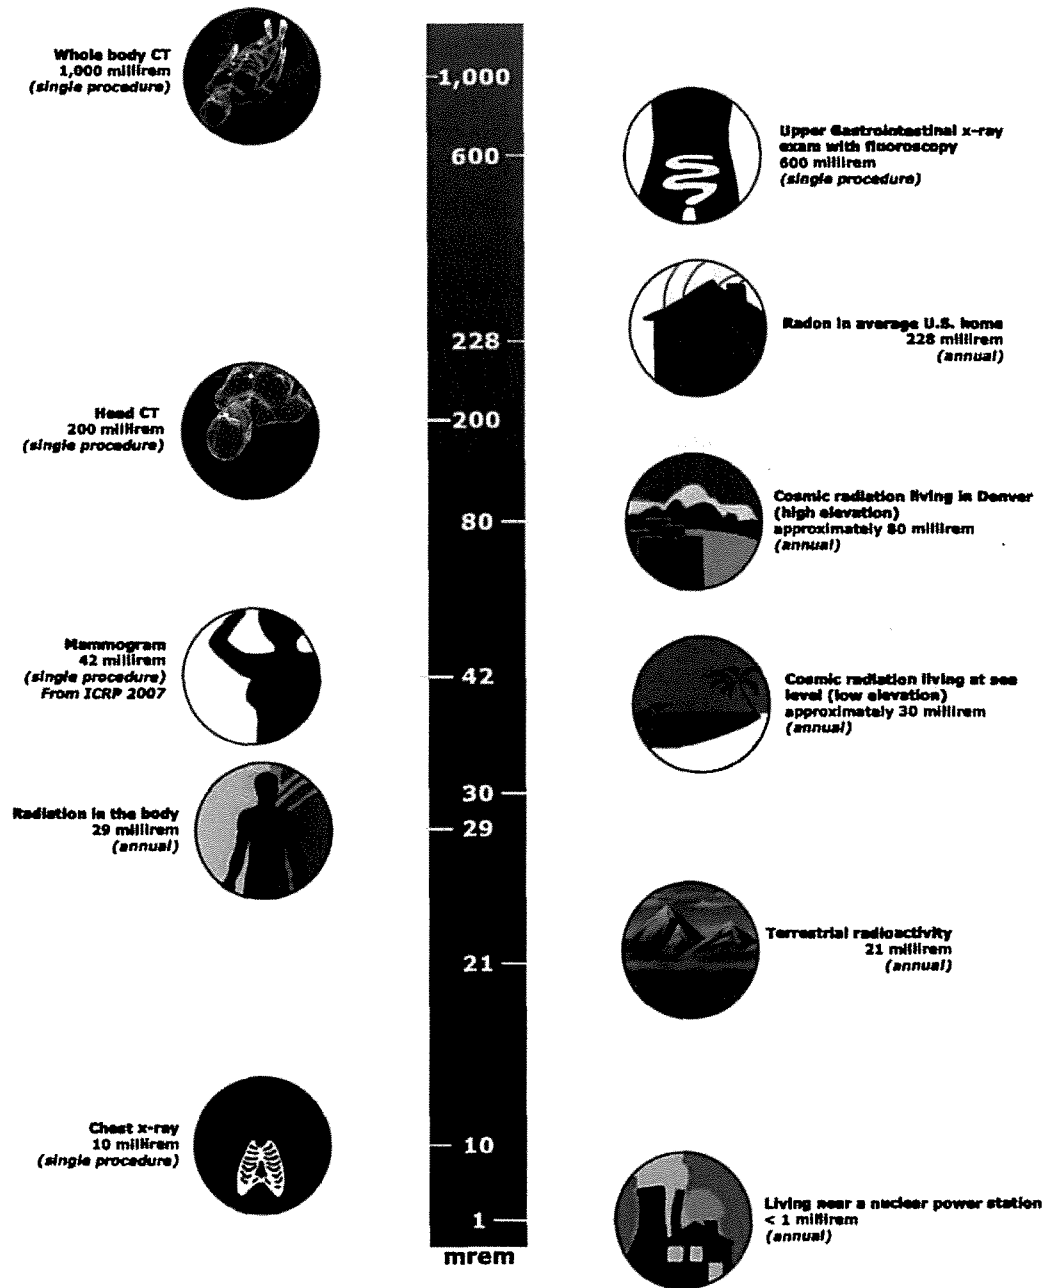 Whole body CT
1,000 millirem
(single procedure)
1,000
Upper Gastrointestinal x-ray
exam with fluoroscopy
600 millirem
(single procedure)
600
Radon in average U.S. home
228 millirem
(annual)
228
Head CT
200 millirem
(single procedure)
200
Cosmic radiation living in Denver
(high elevation)
approximately 80 millirem
(annual)
80
Mammogram
42 millirem
(single procedure)
From ICRP 2007
42
Cosmic radiation living at sea
level (low elevation)
approximately 30 millirem
(annual)
30
Radiation in the body
29 millirem
(annual)
29
Terrestrial radioactivity
21 millirem
(annual)
21
Chest x-ray
10 millirem
(single procedure)
10
Living near a nuclear power station
< 1 millirem
(annual)
1
mrem